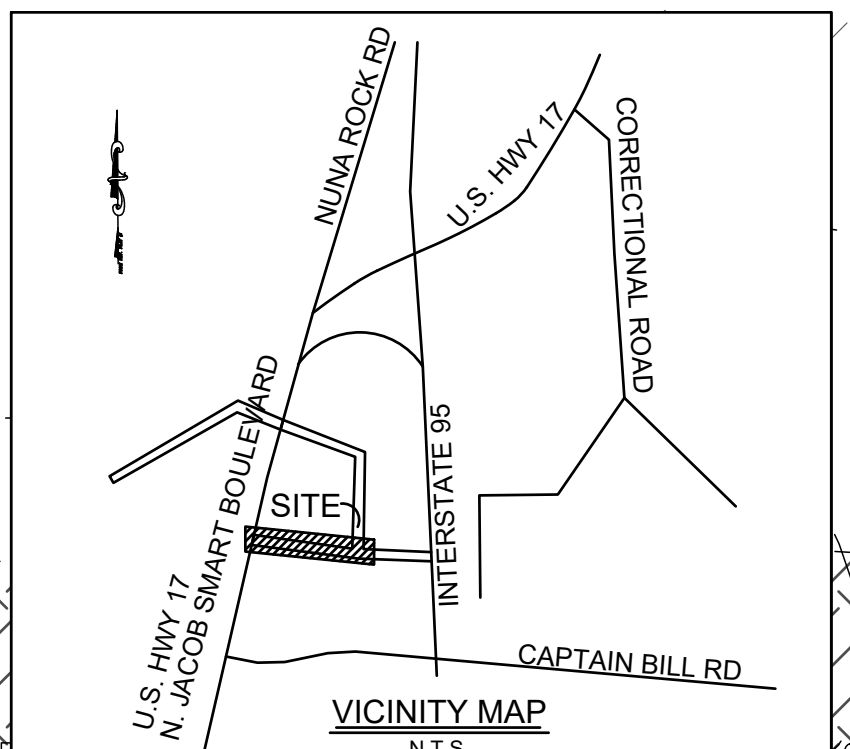 NUNA ROCK RD
U.S. HWY 17
CORRECTIONAL ROAD
INTERSTATE 95
SITE
U.S. HWY 17
N. JACOB SMART BOULEVARD
CAPTAIN BILL RD
VICINITY MAP
N.T.S.